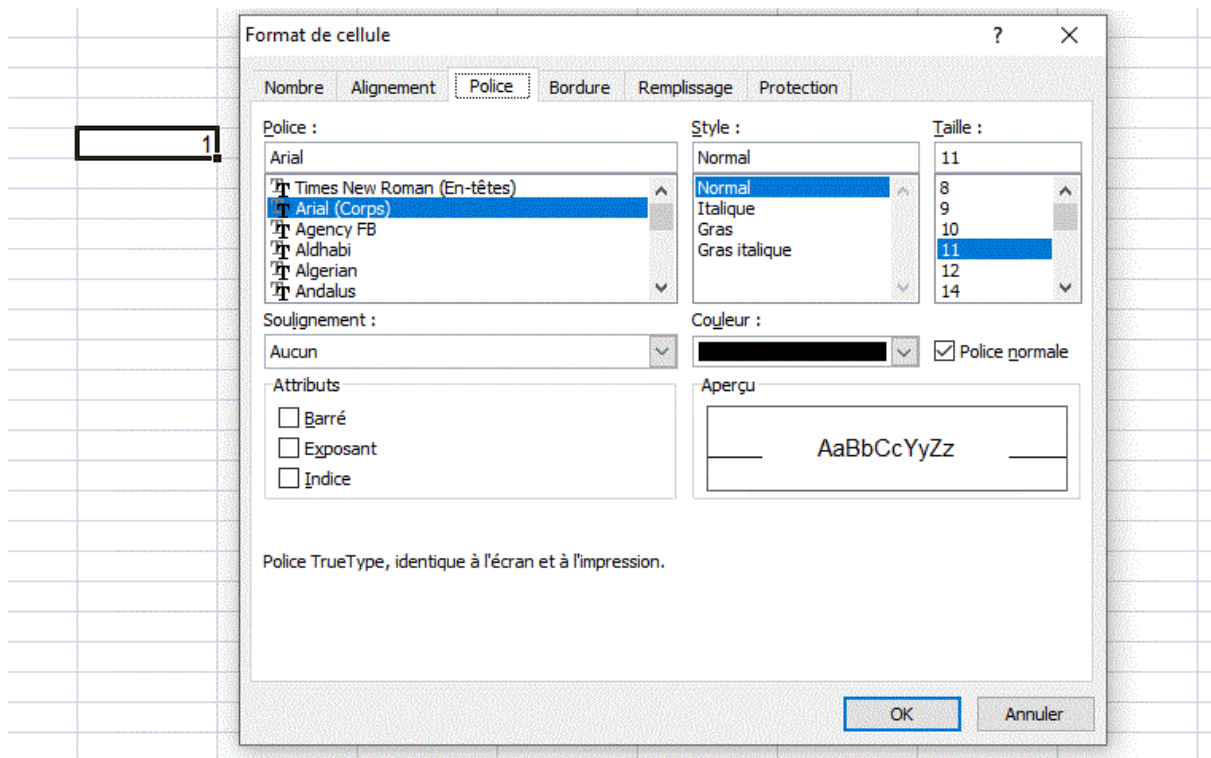 Format de cellule ?
Nombre Alignement Police Bordure Remplissage Protection
1
Police : Style : Taille :
Arial Normal 11
Times New Roman (En-têtes) Normal 8
Arial (Corps) Italique 9
Agency FB Gras 10
Aldhabi Gras italique 11
Algerian 12
Andalus 14
Soulignement : Couleur :
Aucun Police normale
Attributs Aperçu
Barré
Exposant AaBbCcYyZz
Indice
Police TrueType, identique à l'écran et à l'impression.
OK Annuler